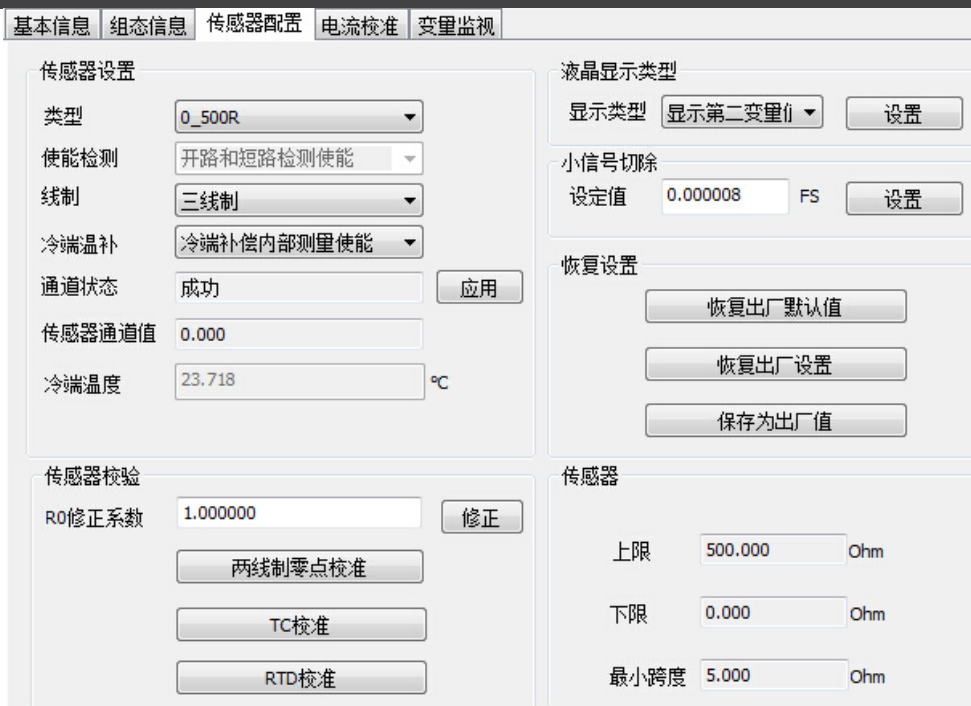 基本信息 组态信息 传感器配置 电流校准 变量监视
传感器设置
类型 0_500R
使能检测 开路和短路检测使能
线制 三线制
冷端温补 冷端补偿内部测量使能
通道状态 成功 应用
传感器通道值 0.000
冷端温度 23.718 ℃
液晶显示类型
显示类型 显示第二变量 设置
小信号切除
设定值 0.000008 FS 设置
恢复设置
恢复出厂默认值
恢复出厂设置
保存为出厂值
传感器校验
R0修正系数 1.000000 修正
两线制零点校准
TC校准
RTD校准
传感器
上限 500.000 Ohm
下限 0.000 Ohm
最小跨度 5.000 Ohm